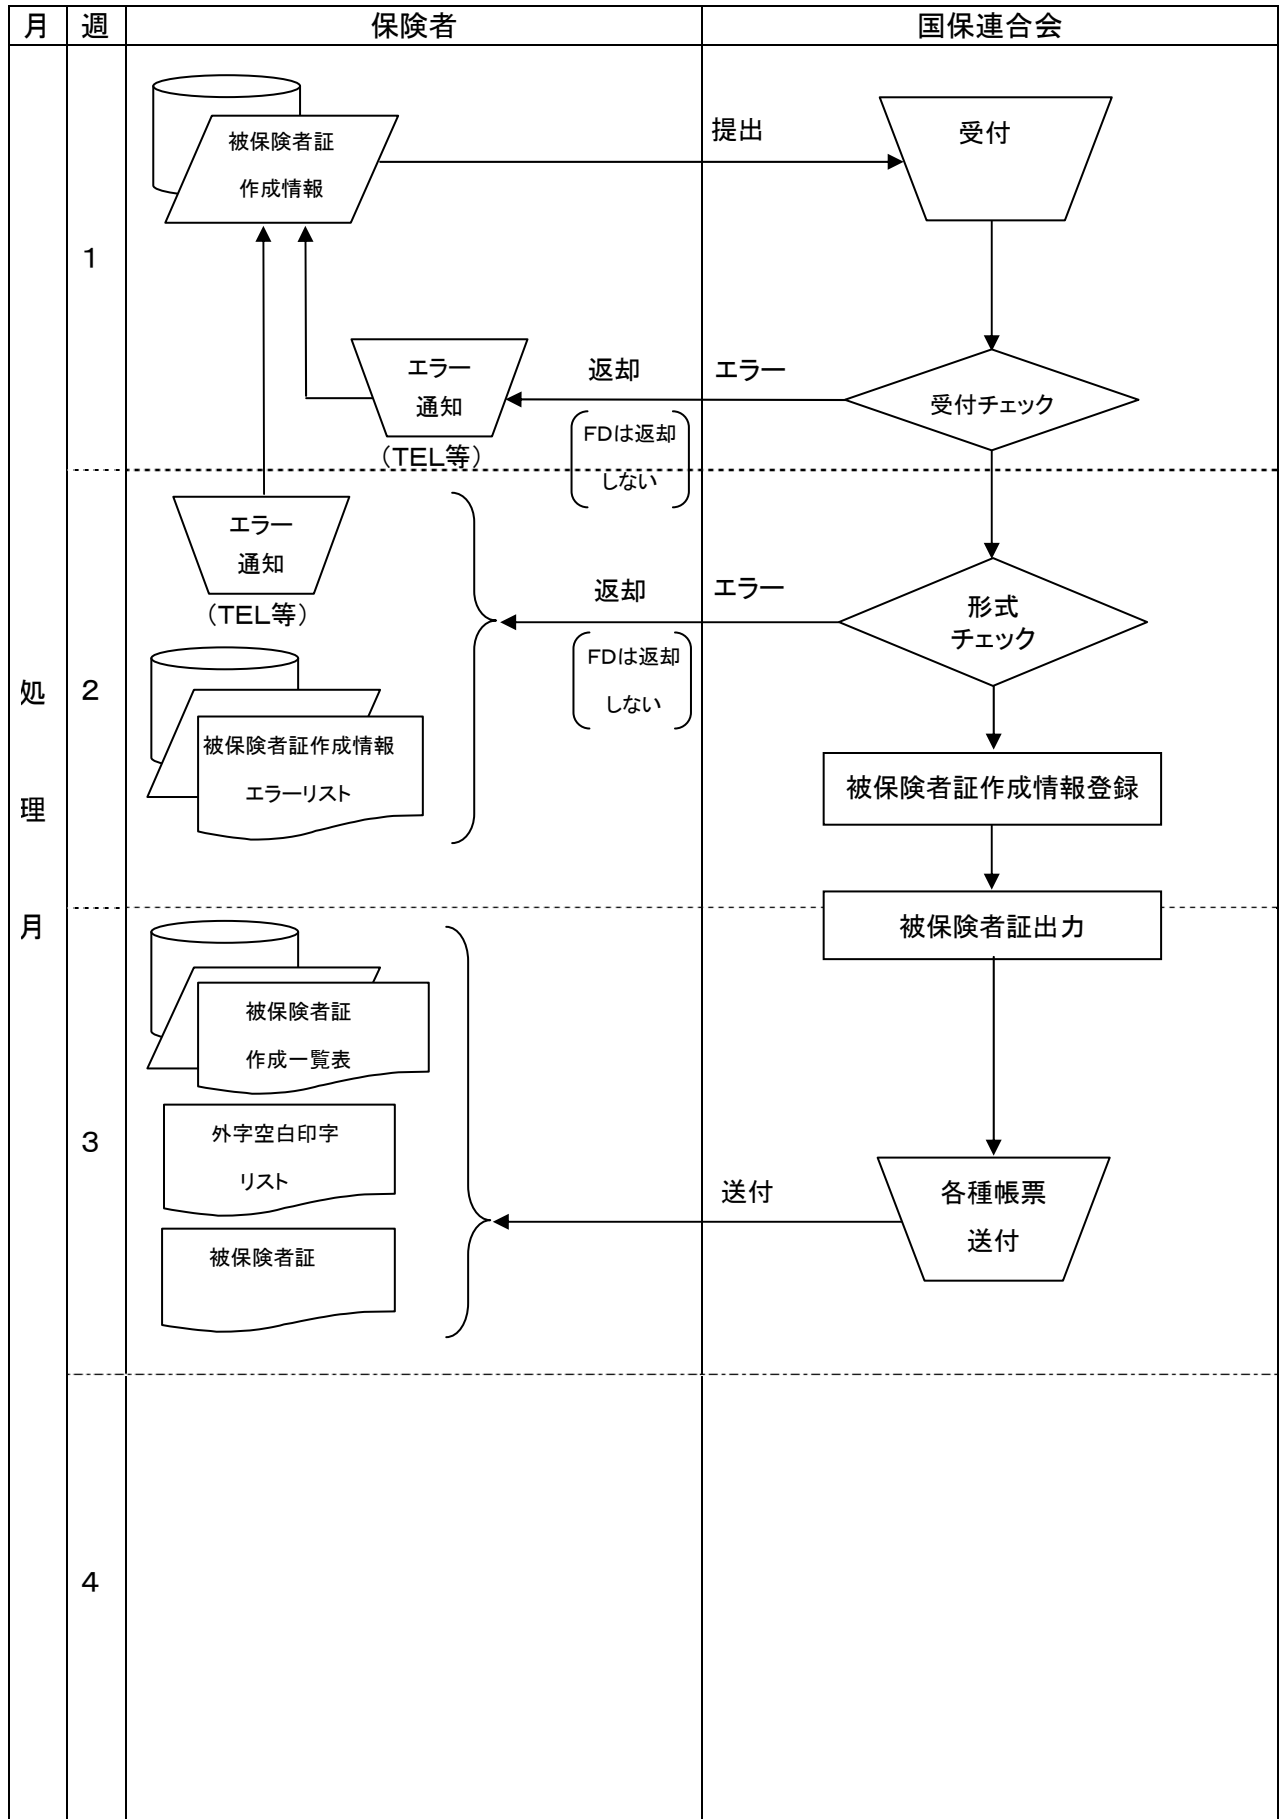 月 週 保険者 国保連合会
処
理
月
１
被保険者証
作成情報
提出
受付
エラー
通知
（TEL等）
返却
エラー
受付チェック
FDは返却
しない
２
エラー
通知
（TEL等）
返却
エラー
形式
チェック
FDは返却
しない
被保険者証作成情報
エラーリスト
被保険者証作成情報登録
被保険者証出力
３
被保険者証
作成一覧表
外字空白印字
リスト
被保険者証
送付
各種帳票
送付
４